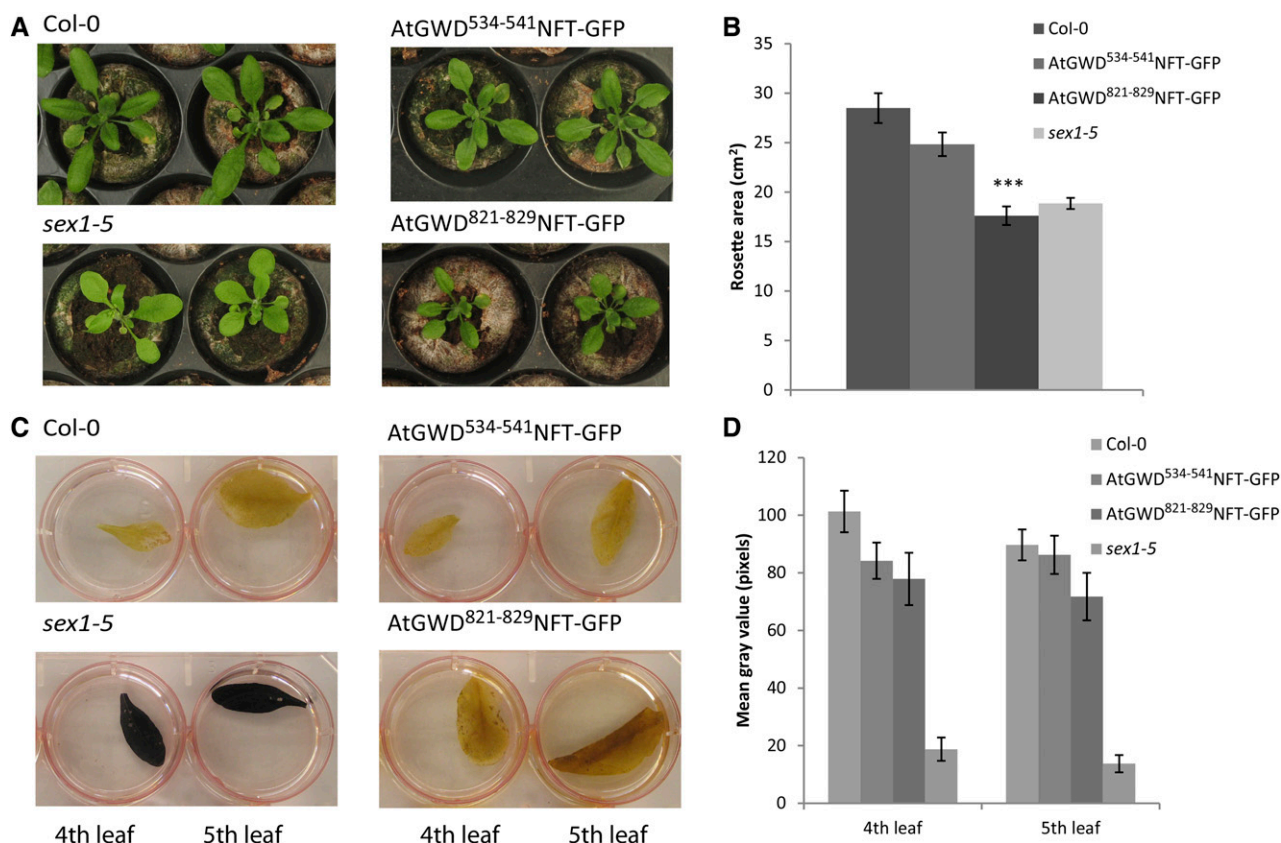 A
Col-0
AtGWD534-541NFT-GFP
sex1-5
AtGWD821-829NFT-GFP
B
Col-0
AtGWD534-541NFT-GFP
AtGWD821-829NFT-GFP
sex1-5
Rosette area (cm2)
35
30
25
20
15
10
5
0
***
C
Col-0
AtGWD534-541NFT-GFP
sex1-5
AtGWD821-829NFT-GFP
4th leaf
5th leaf
4th leaf
5th leaf
D
Col-0
AtGWD534-541NFT-GFP
AtGWD821-829NFT-GFP
sex1-5
Mean gray value (pixels)
120
100
80
60
40
20
0
4th leaf
5th leaf